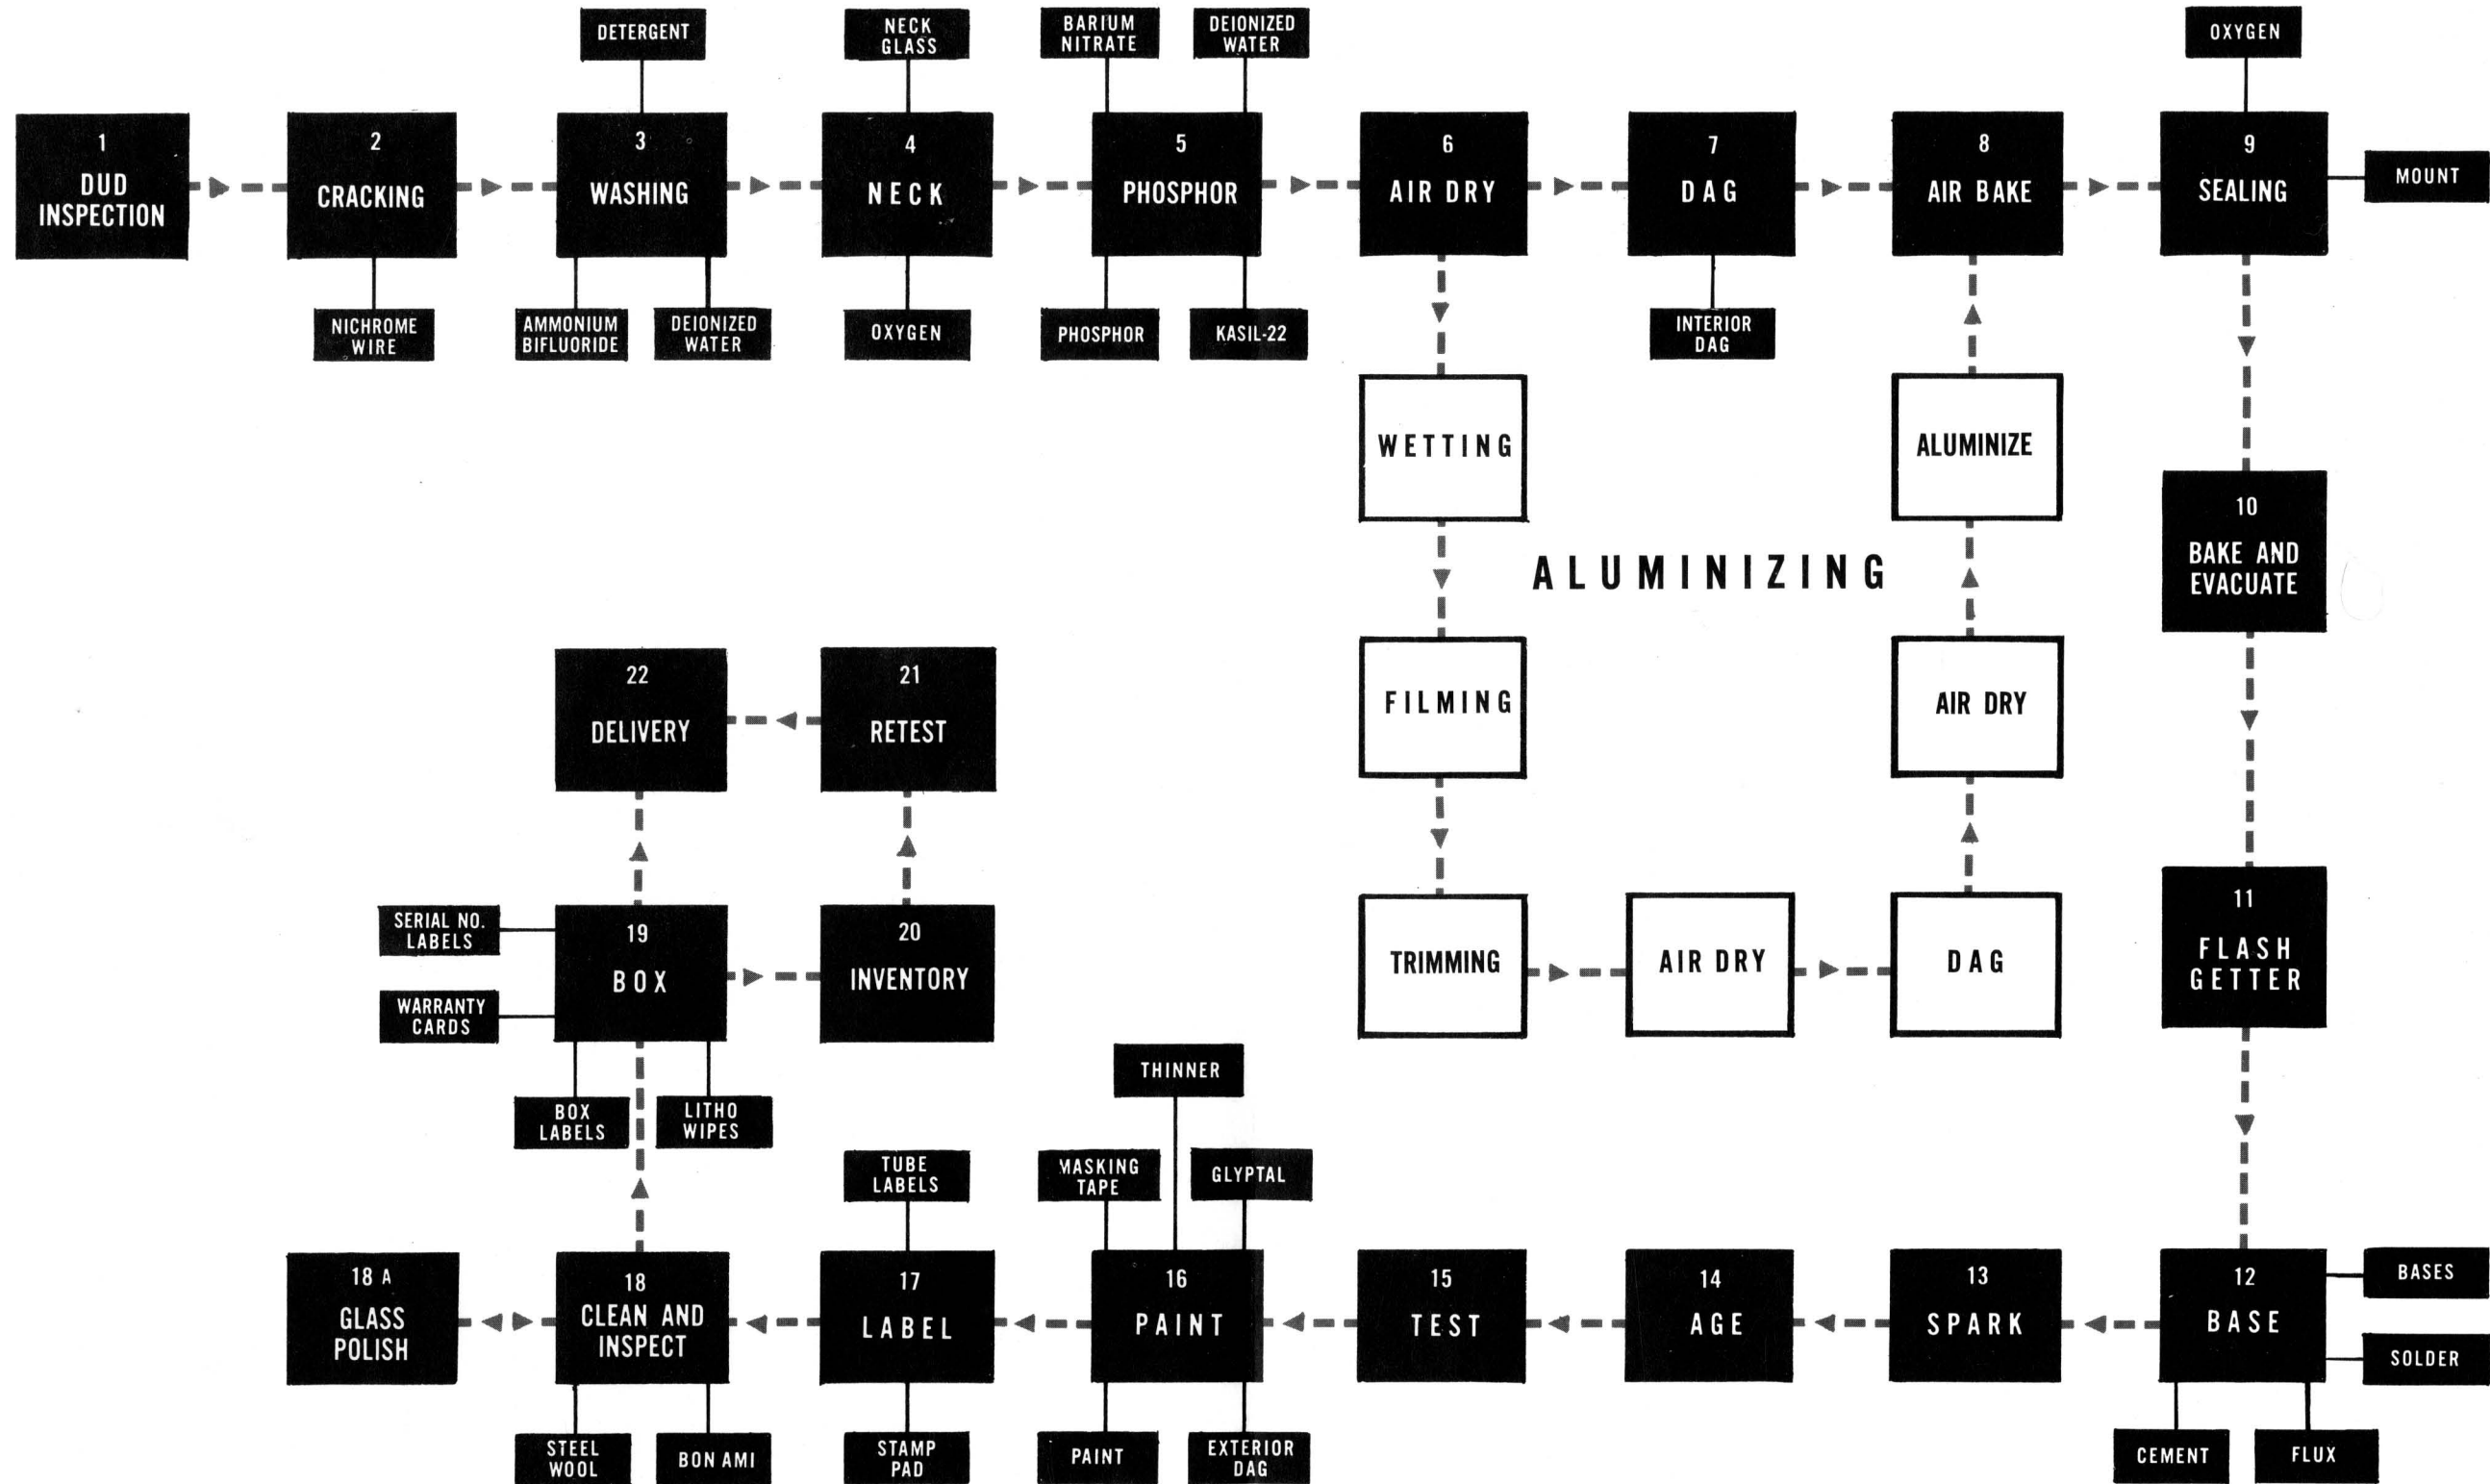 DETERGENT
NECK
GLASS
BARIUM
NITRATE
DEIONIZED
WATER
OXYGEN
1
DUD
INSPECTION
2
CRACKING
3
WASHING
4
NECK
5
PHOSPHOR
6
AIR DRY
7
DAG
8
AIR BAKE
9
SEALING
MOUNT
NICHROME
WIRE
AMMONIUM
BIFLUORIDE
DEIONIZED
WATER
OXYGEN
PHOSPHOR
KASIL-22
INTERIOR
DAG
WETTING
ALUMINIZE
10
BAKE AND
EVACUATE
ALUMINIZING
22
DELIVERY
21
RETEST
FILMING
AIR DRY
SERIAL NO.
LABELS
WARRANTY
CARDS
19
BOX
20
INVENTORY
TRIMMING
AIR DRY
DAG
11
FLASH
GETTER
BOX
LABELS
LITHO
WIPES
THINNER
TUBE
LABELS
MASKING
TAPE
GLYPTAL
18 A
GLASS
POLISH
18
CLEAN AND
INSPECT
17
LABEL
16
PAINT
15
TEST
14
AGE
13
SPARK
12
BASE
BASES
SOLDER
STEEL
WOOL
BON AMI
STAMP
PAD
PAINT
EXTERIOR
DAG
CEMENT
FLUX